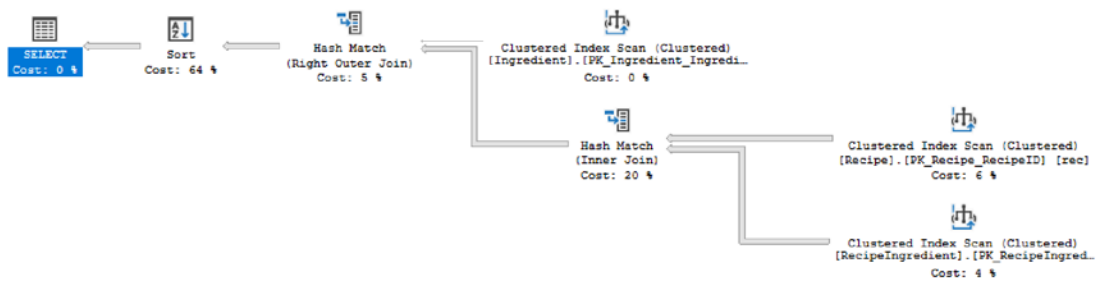 SELECT
Cost: 0 %
Sort
Cost: 64 %
Hash Match
(Right Outer Join)
Cost: 5 %
Clustered Index Scan (Clustered)
[Ingredient].[PK_Ingredient_Ingredi…
Cost: 0 %
Hash Match
(Inner Join)
Cost: 20 %
Clustered Index Scan (Clustered)
[Recipe].[PK_Recipe_RecipeID] [rec]
Cost: 6 %
Clustered Index Scan (Clustered)
[RecipeIngredient].[PK_RecipeIngred…
Cost: 4 %